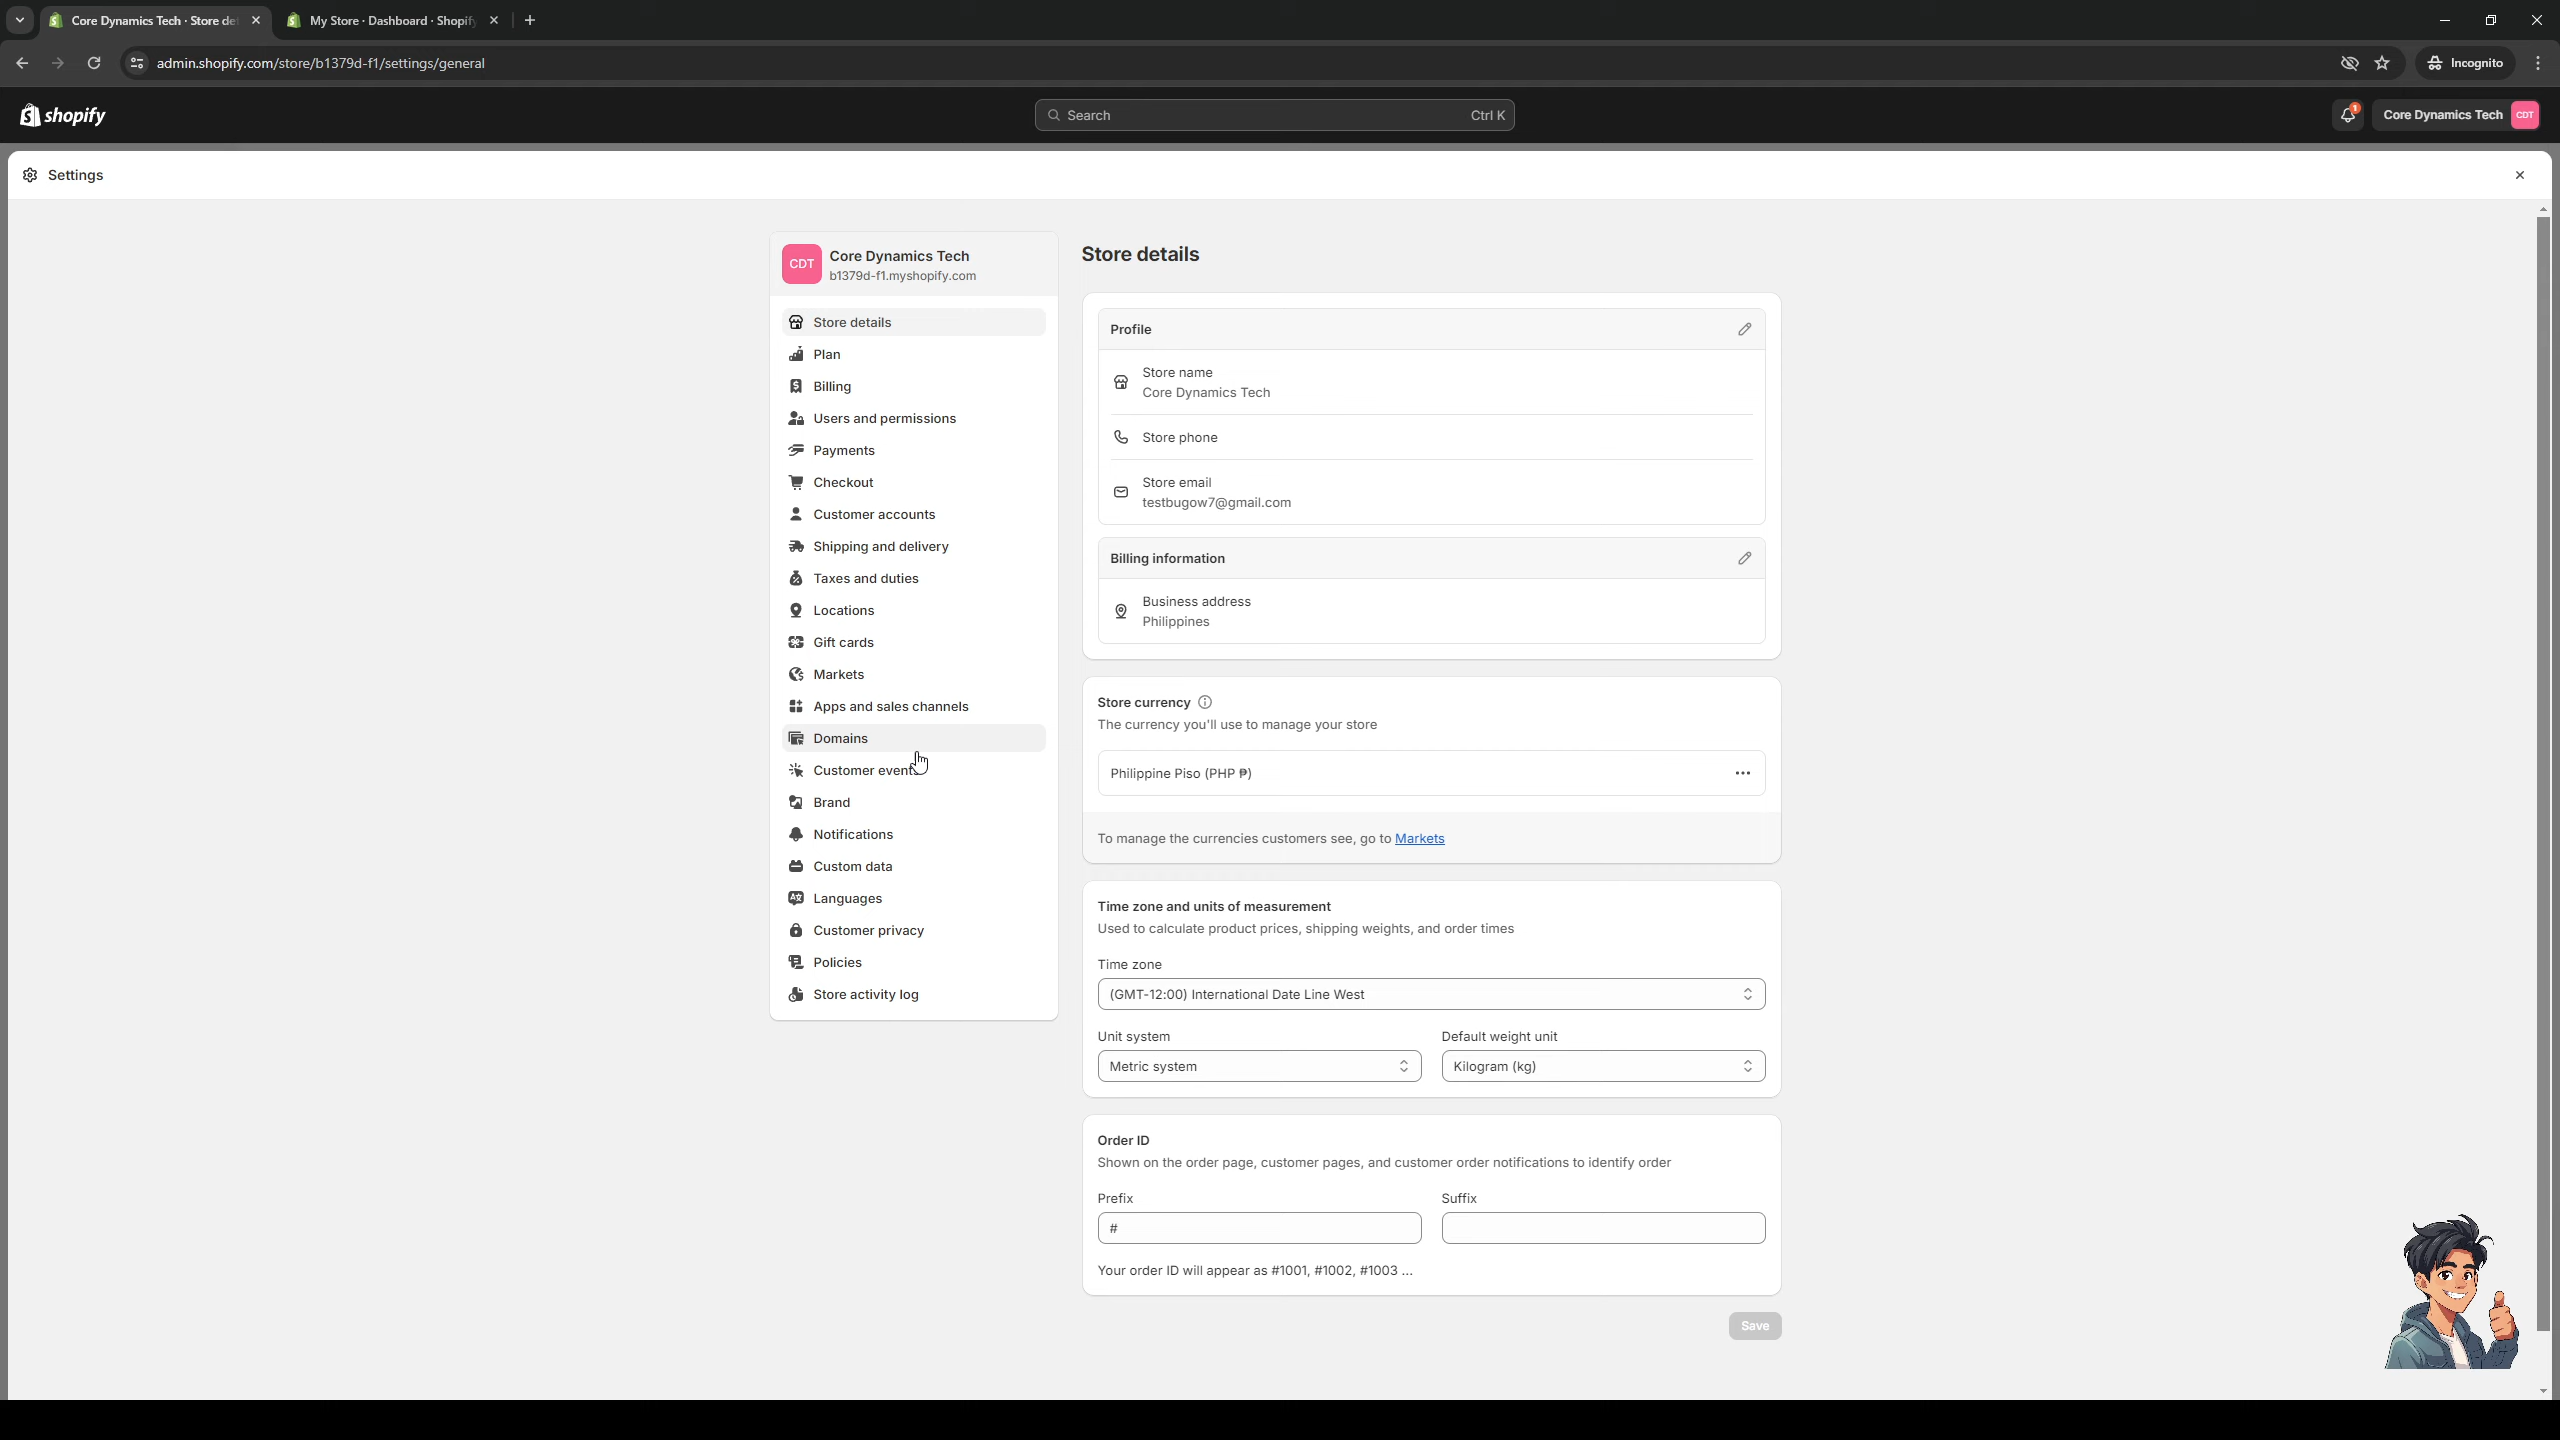 Core Dynamics Tech · Store de
My Store · Dashboard · Shopify
admin.shopify.com/store/b1379d-f1/settings/general
Incognito
shopify
Search
Ctrl K
1
Core Dynamics Tech
CDT
Settings
CDT
Core Dynamics Tech
b1379d-f1.myshopify.com
Store details
Plan
Billing
Users and permissions
Payments
Checkout
Customer accounts
Shipping and delivery
Taxes and duties
Locations
Gift cards
Markets
Apps and sales channels
Domains
Customer events
Brand
Notifications
Custom data
Languages
Customer privacy
Policies
Store activity log
Store details
Profile
Store name
Core Dynamics Tech
Store phone
Store email
testbugow7@gmail.com
Billing information
Business address
Philippines
Store currency
The currency you'll use to manage your store
Philippine Piso (PHP ₱)
To manage the currencies customers see, go to Markets
Time zone and units of measurement
Used to calculate product prices, shipping weights, and order times
Time zone
(GMT-12:00) International Date Line West
Unit system
Default weight unit
Metric system
Kilogram (kg)
Order ID
Shown on the order page, customer pages, and customer order notifications to identify order
Prefix
Suffix
#
Your order ID will appear as #1001, #1002, #1003 ...
Save